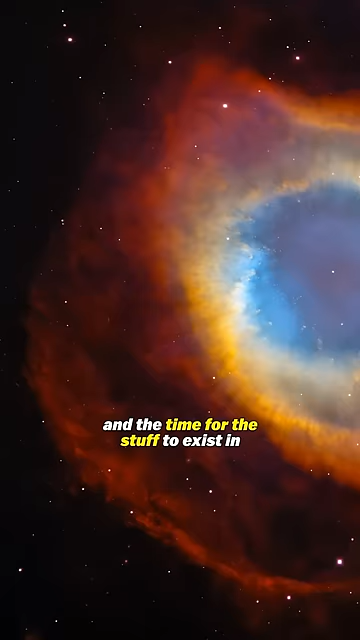 and the time for the
stuff to exist in